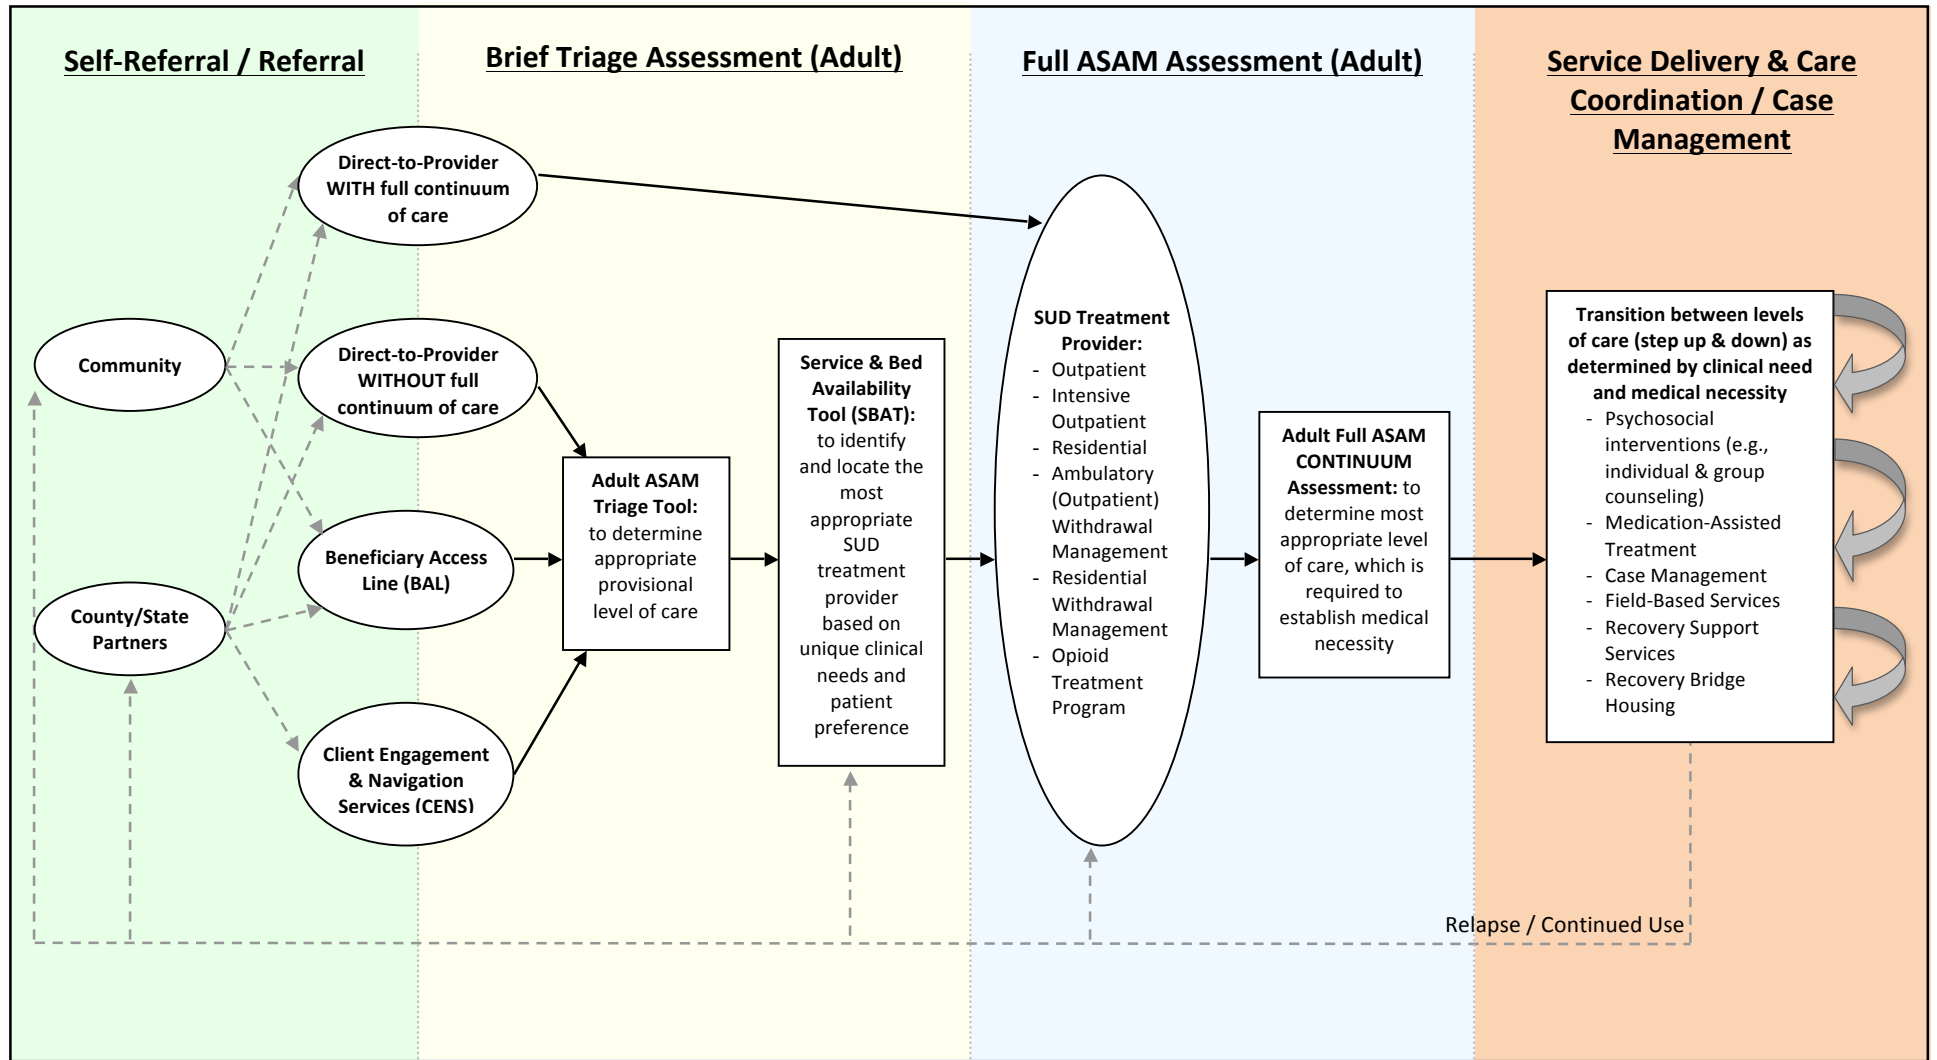 Self-Referral / Referral
Brief Triage Assessment (Adult)
Full ASAM Assessment (Adult)
Service Delivery & Care
Coordination / Case
Management
Direct-to-Provider
WITH full continuum
of care
Community
Direct-to-Provider
WITHOUT full
continuum of care
Beneficiary Access
Line (BAL)
County/State
Partners
Client Engagement
& Navigation
Services (CENS)
Adult ASAM
Triage Tool:
to determine
appropriate
provisional
level of care
Service & Bed
Availability
Tool (SBAT):
to identify
and locate the
most
appropriate
SUD
treatment
provider
based on
unique clinical
needs and
patient
preference
SUD Treatment
Provider:
- Outpatient
- Intensive
Outpatient
- Residential
- Ambulatory
(Outpatient)
Withdrawal
Management
- Residential
Withdrawal
Management
- Opioid
Treatment
Program
Adult Full ASAM
CONTINUUM
Assessment: to
determine most
appropriate level
of care, which is
required to
establish medical
necessity
Transition between levels
of care (step up & down) as
determined by clinical need
and medical necessity
- Psychosocial
interventions (e.g.,
individual & group
counseling)
- Medication-Assisted
Treatment
- Case Management
- Field-Based Services
- Recovery Support
Services
- Recovery Bridge
Housing
Relapse / Continued Use